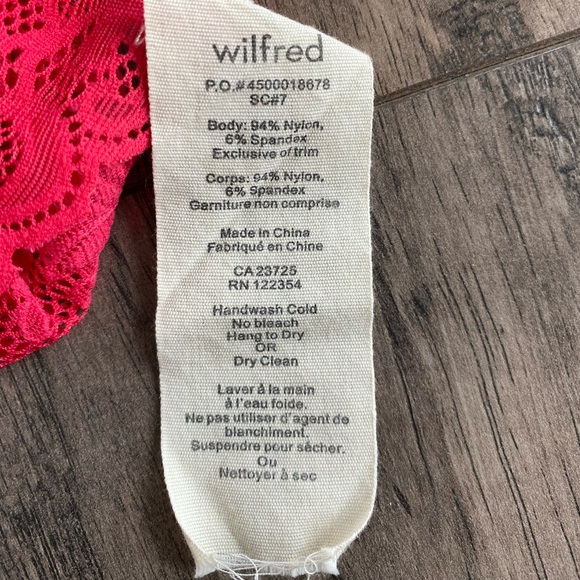 wilfred
P.O.#4500018678
SC#7
Body: 94% Nylon,
6% Spandex
Exclusive of trim
Corps: 94% Nylon,
6% Spandex
Garniture non comprise
Made in China
Fabriqué en Chine
CA 23725
RN 122354
Handwash Cold
No bleach
Hang to Dry
OR
Dry Clean
Laver à la main
à l'eau foide.
Ne pas utiliser d'agent de
blanchiment.
Suspendre pour sècher.
Ou
Nettoyer à sec